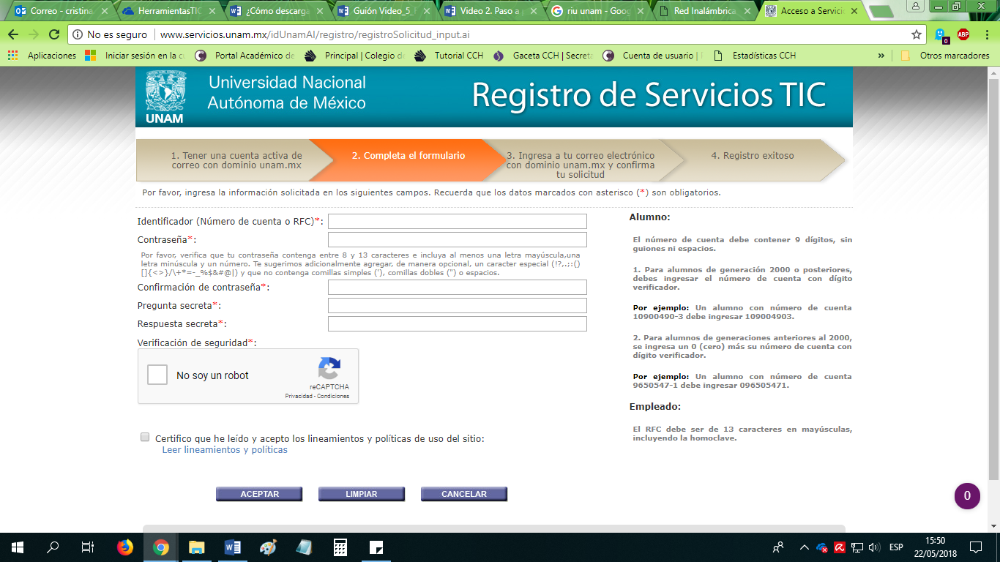 Correo - cristina
HerramientasTIC
¿Cómo descarga
Guión Video_5_
Video 2. Paso a
riu unam - Goog
Red Inalámbrica
Acceso a Servici
No es seguro | www.servicios.unam.mx/idUnamAI/registro/registroSolicitud_input.ai
0
ABP
Aplicaciones
Iniciar sesión en la c
Portal Académico de
Principal | Colegio de
Tutorial CCH
Gaceta CCH | Secreta
Cuenta de usuario |
Estadísticas CCH
»
Otros marcadores
Universidad Nacional
Autónoma de México
UNAM
Registro de Servicios TIC
1. Tener una cuenta activa de
correo con dominio unam.mx
2. Completa el formulario
3. Ingresa a tu correo electrónico
con dominio unam.mx y confirma
tu solicitud
4. Registro exitoso
Por favor, ingresa la información solicitada en los siguientes campos. Recuerda que los datos marcados con asterisco (*) son obligatorios.
Identificador (Número de cuenta o RFC)*:
Contraseña*:
Por favor, verifica que tu contraseña contenga entre 8 y 13 caracteres e incluya al menos una letra mayúscula,una
letra minúscula y un número. Te sugerimos adicionalmente agregar, de manera opcional, un caracter especial (!?,.;:()
[]{<>}/\+*=-_%$&#@|) y que no contenga comillas simples ('), comillas dobles (") o espacios.
Confirmación de contraseña*:
Pregunta secreta*:
Respuesta secreta*:
Verificación de seguridad*:
No soy un robot
reCAPTCHA
Privacidad - Condiciones
Certifico que he leído y acepto los lineamientos y políticas de uso del sitio:
Leer lineamientos y políticas
ACEPTAR
LIMPIAR
CANCELAR
Alumno:
El número de cuenta debe contener 9 dígitos, sin
guiones ni espacios.
1. Para alumnos de generación 2000 o posteriores,
debes ingresar el número de cuenta con dígito
verificador.
Por ejemplo: Un alumno con número de cuenta
10900490-3 debe ingresar 109004903.
2. Para alumnos de generaciones anteriores al 2000,
se ingresa un 0 (cero) más su número de cuenta con
dígito verificador.
Por ejemplo: Un alumno con número de cuenta
9650547-1 debe ingresar 096505471.
Empleado:
El RFC debe ser de 13 caracteres en mayúsculas,
incluyendo la homoclave.
0
ESP
15:50
22/05/2018